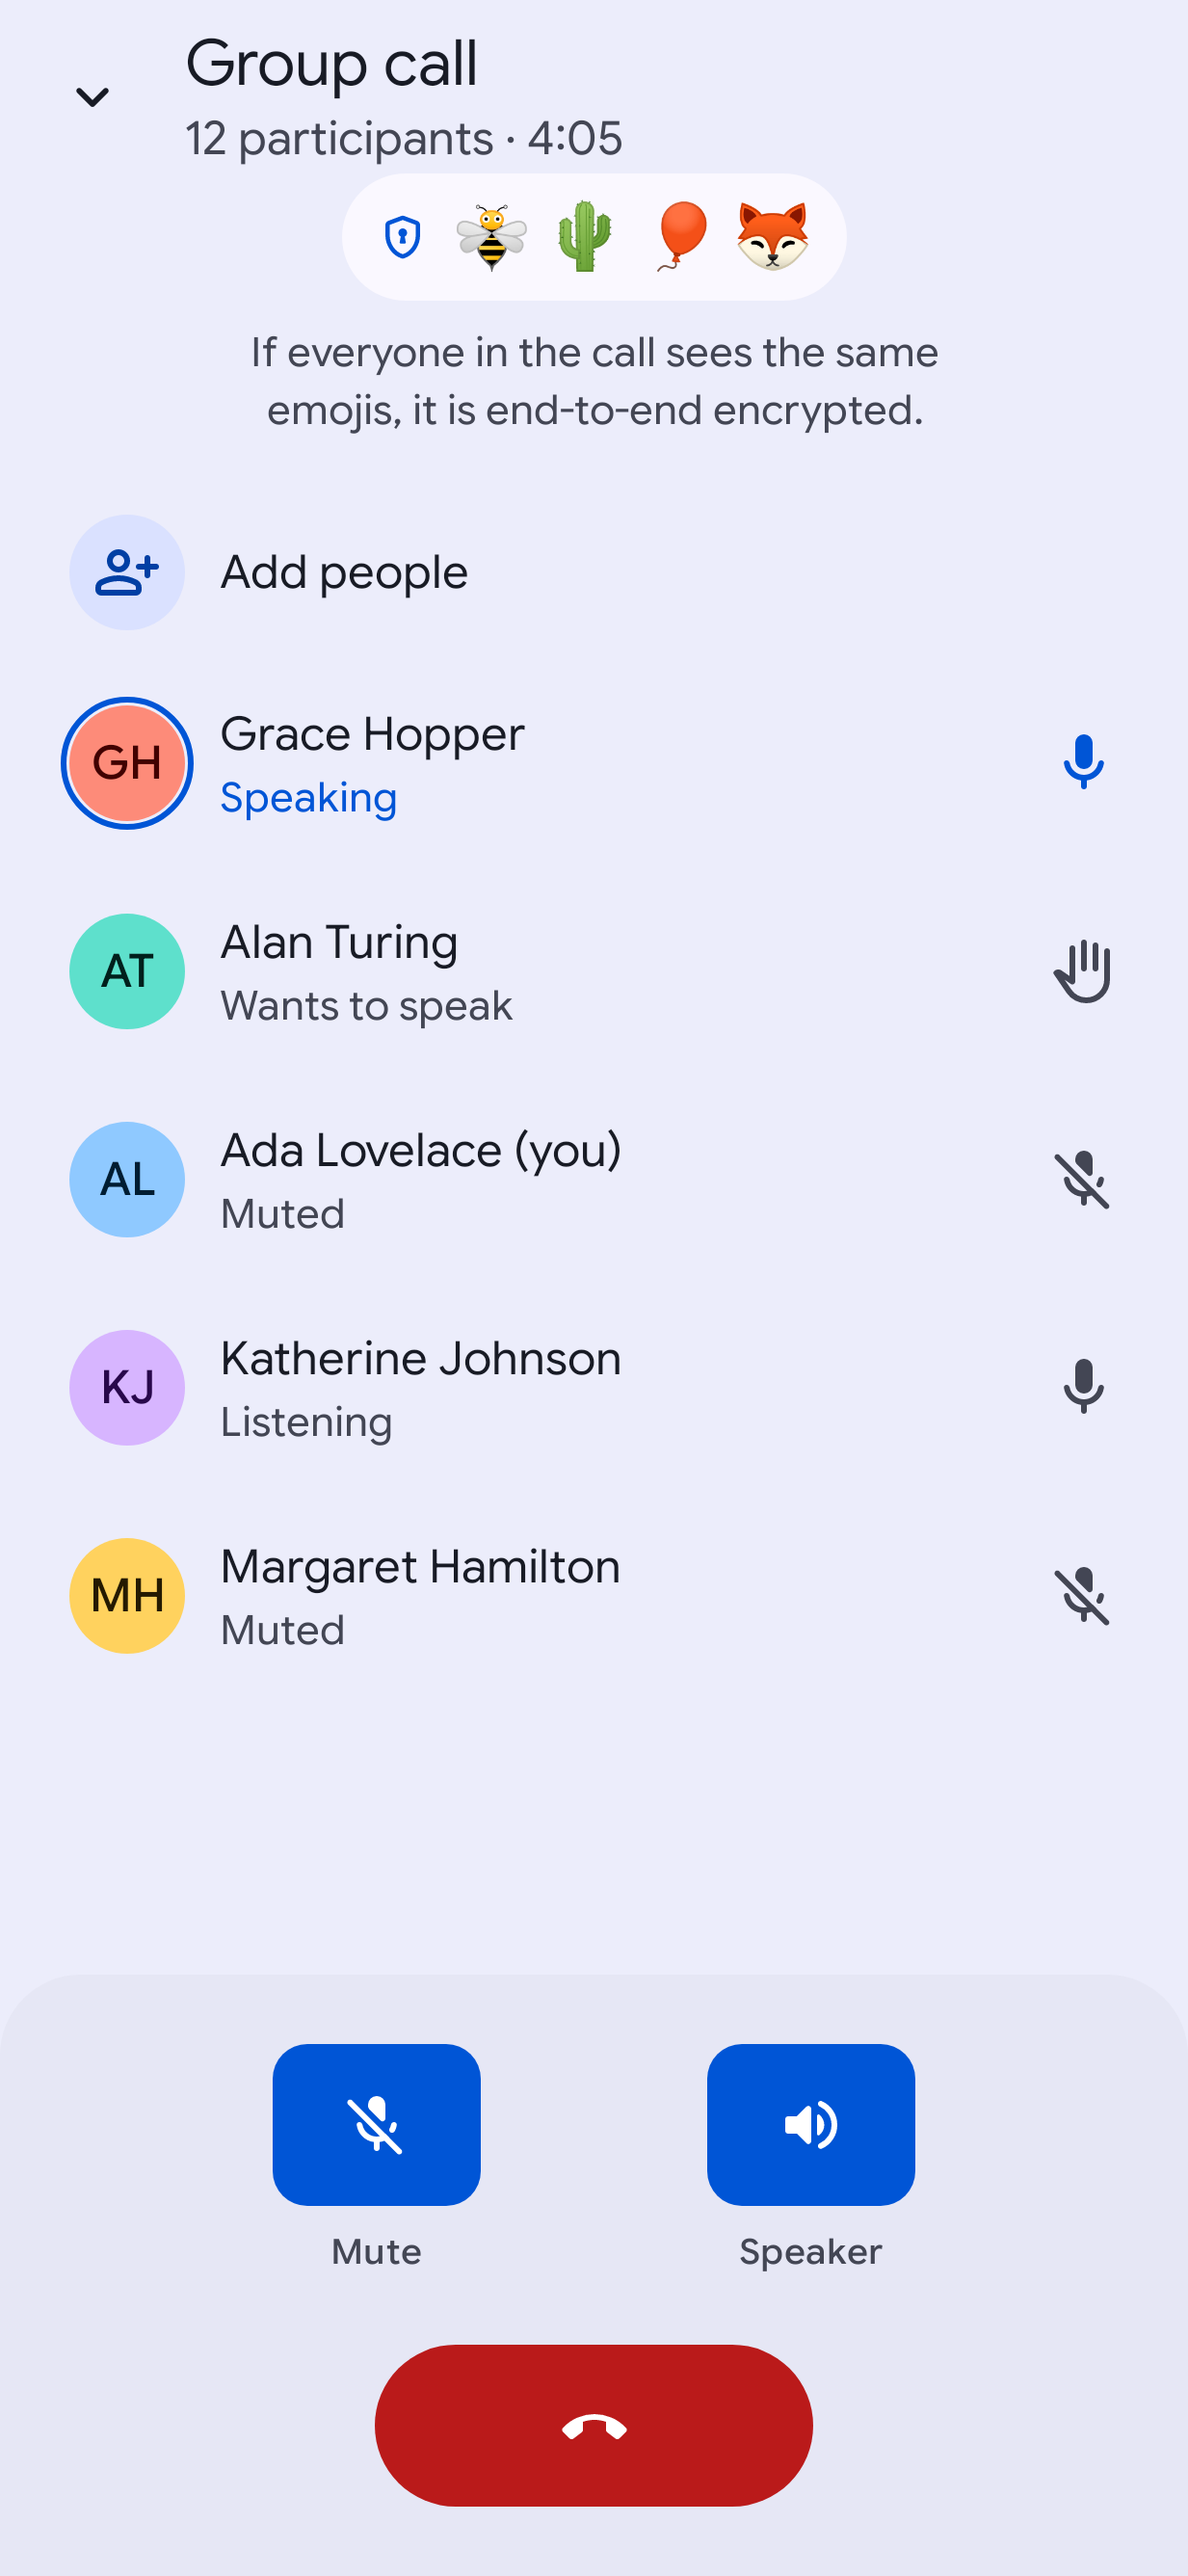 Group call
12 participants · 4:05
If everyone in the call sees the same
emojis, it is end-to-end encrypted.
Add people
GH
Grace Hopper
Speaking
AT
Alan Turing
Wants to speak
AL
Ada Lovelace (you)
Muted
KJ
Katherine Johnson
Listening
MH
Margaret Hamilton
Muted
Mute
Speaker